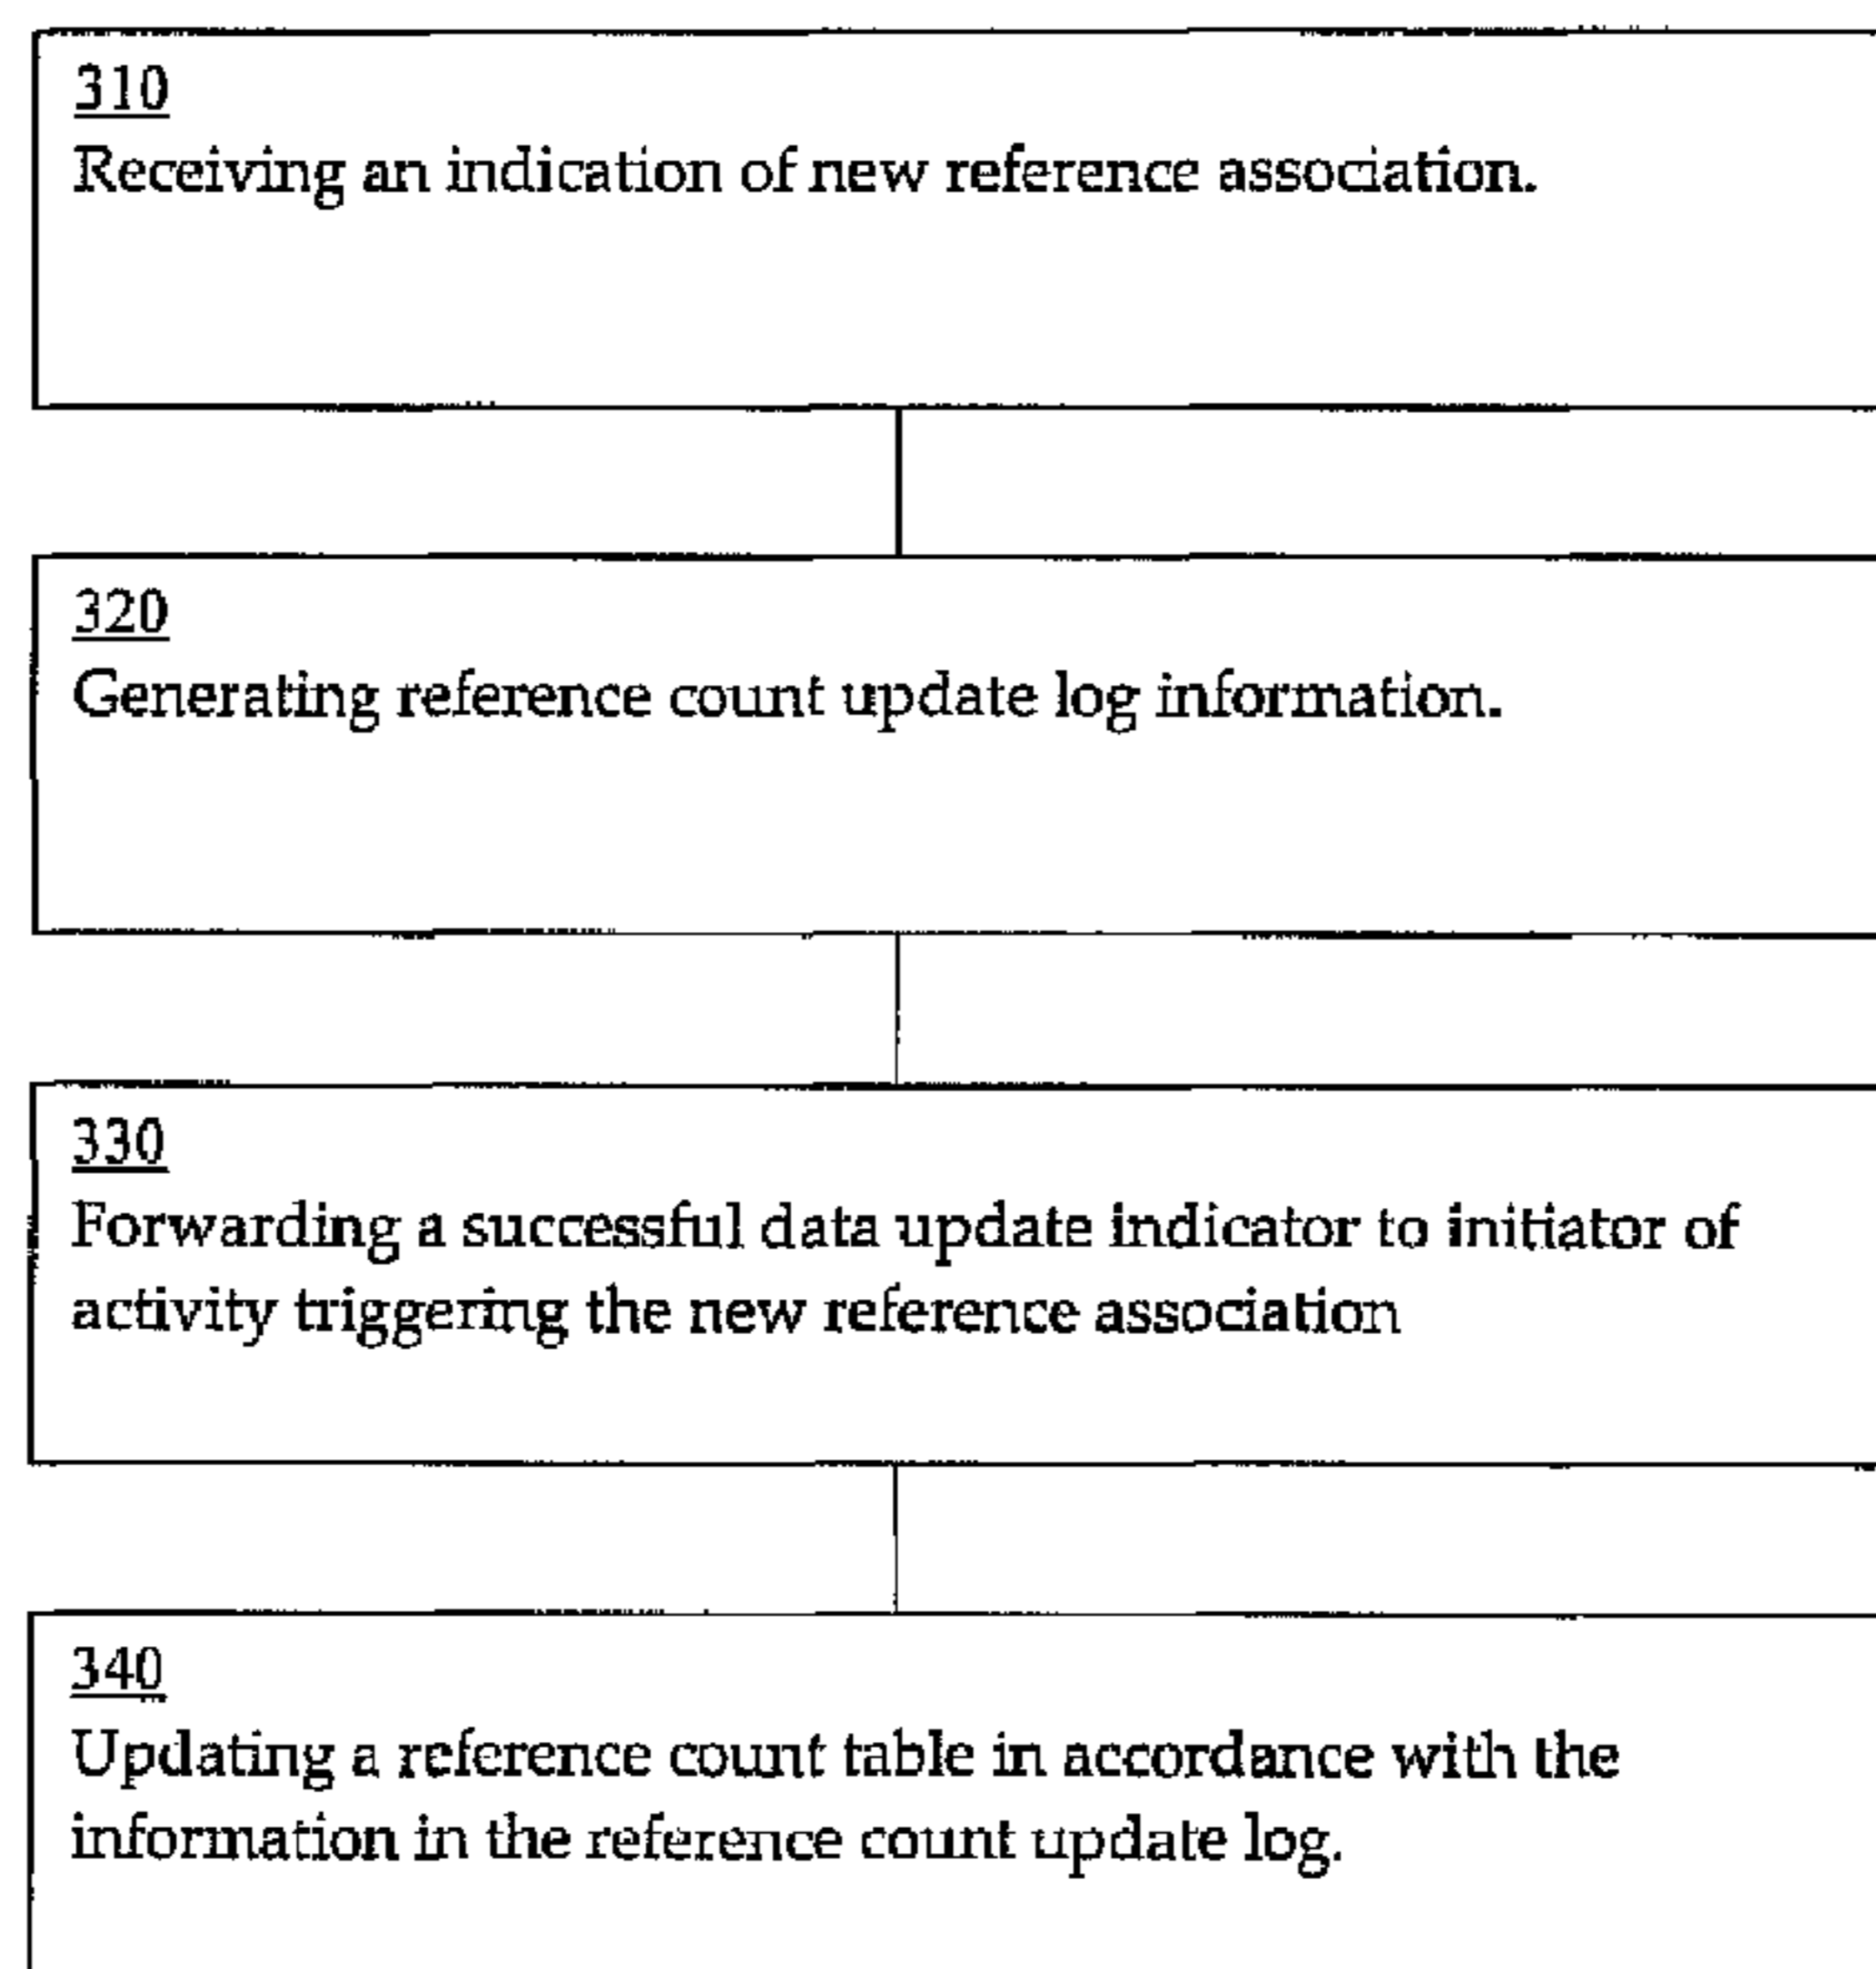 310
Receiving an indication of new reference association.
320
Generating reference count update log information.
330
Forwarding a successful data update indicator to initiator of
activity triggering the new reference association
340
Updating a reference count table in accordance with the
information in the reference count update log.